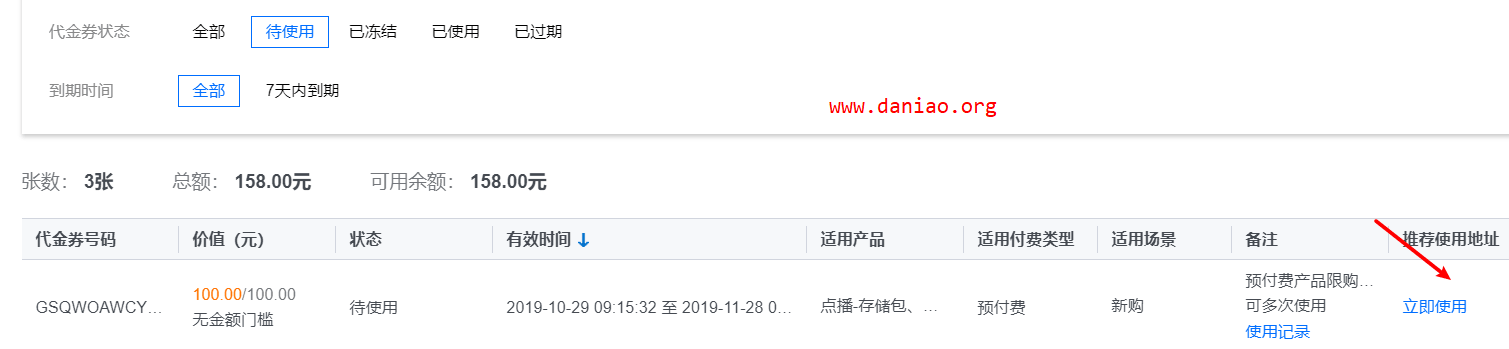 代金券状态 全部 待使用 已冻结 已使用 已过期
到期时间 全部 7天内到期
www.daniao.org
张数： 3张 总额： 158.00元 可用余额： 158.00元
代金券号码 价值（元） 状态 有效时间 适用产品 适用付费类型 适用场景 备注 推荐使用地址
GSQWOAWCY... 100.00/100.00 待使用 2019-10-29 09:15:32 至 2019-11-28 0... 点播-存储包、... 预付费 新购 预付费产品限购... 立即使用
无金额门槛 可多次使用
使用记录